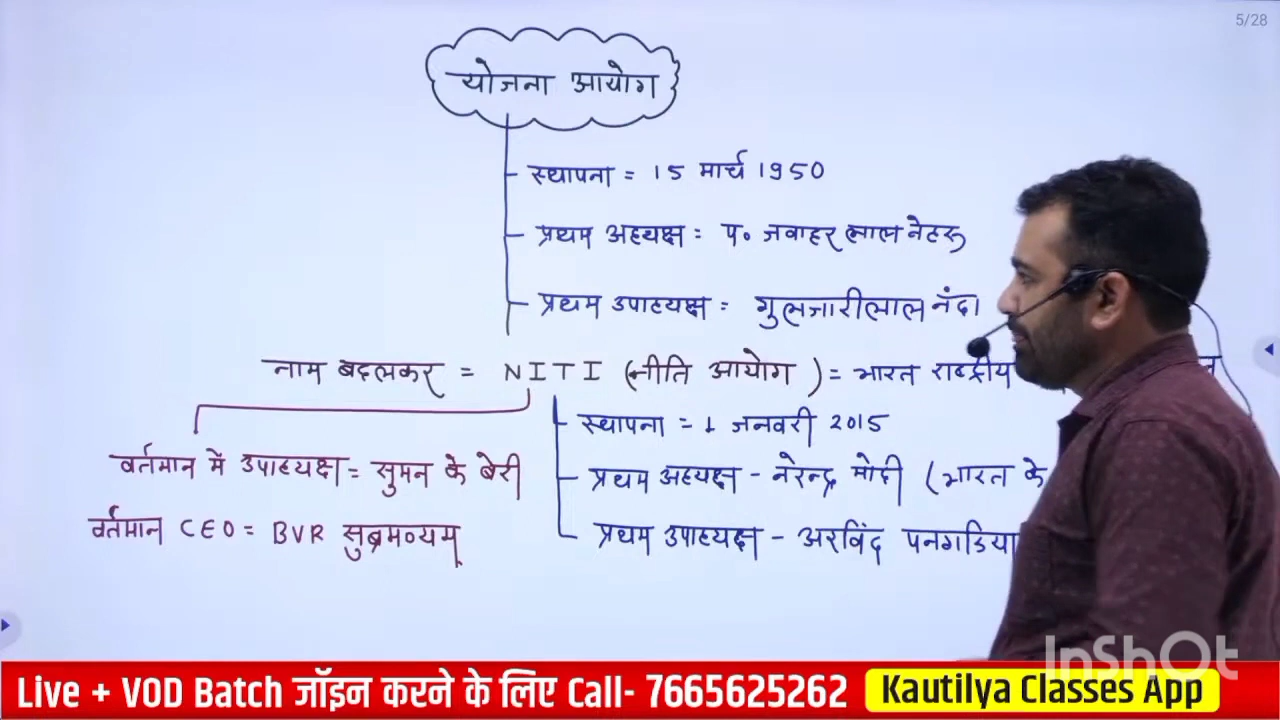 5/28
योजना आयोग
स्थापना = 15 मार्च 1950
प्रथम अध्यक्ष = प० जवाहर लाल नेहरू
प्रथम उपाध्यक्ष = गुलजारीलाल नंदा
नाम बदलकर = NITI (नीति आयोग) = भारत राष्ट्रीय
स्थापना = 1 जनवरी 2015
वर्तमान में उपाध्यक्ष = सुमन के बेरी
प्रथम अध्यक्ष - नरेन्द्र मोदी (भारत के
वर्तमान CEO = BVR सुब्रमण्यम्
प्रथम उपाध्यक्ष - अरविंद पनगडिया
InShOt
Live + VOD Batch जॉइन करने के लिए Call- 7665625262
Kautilya Classes App